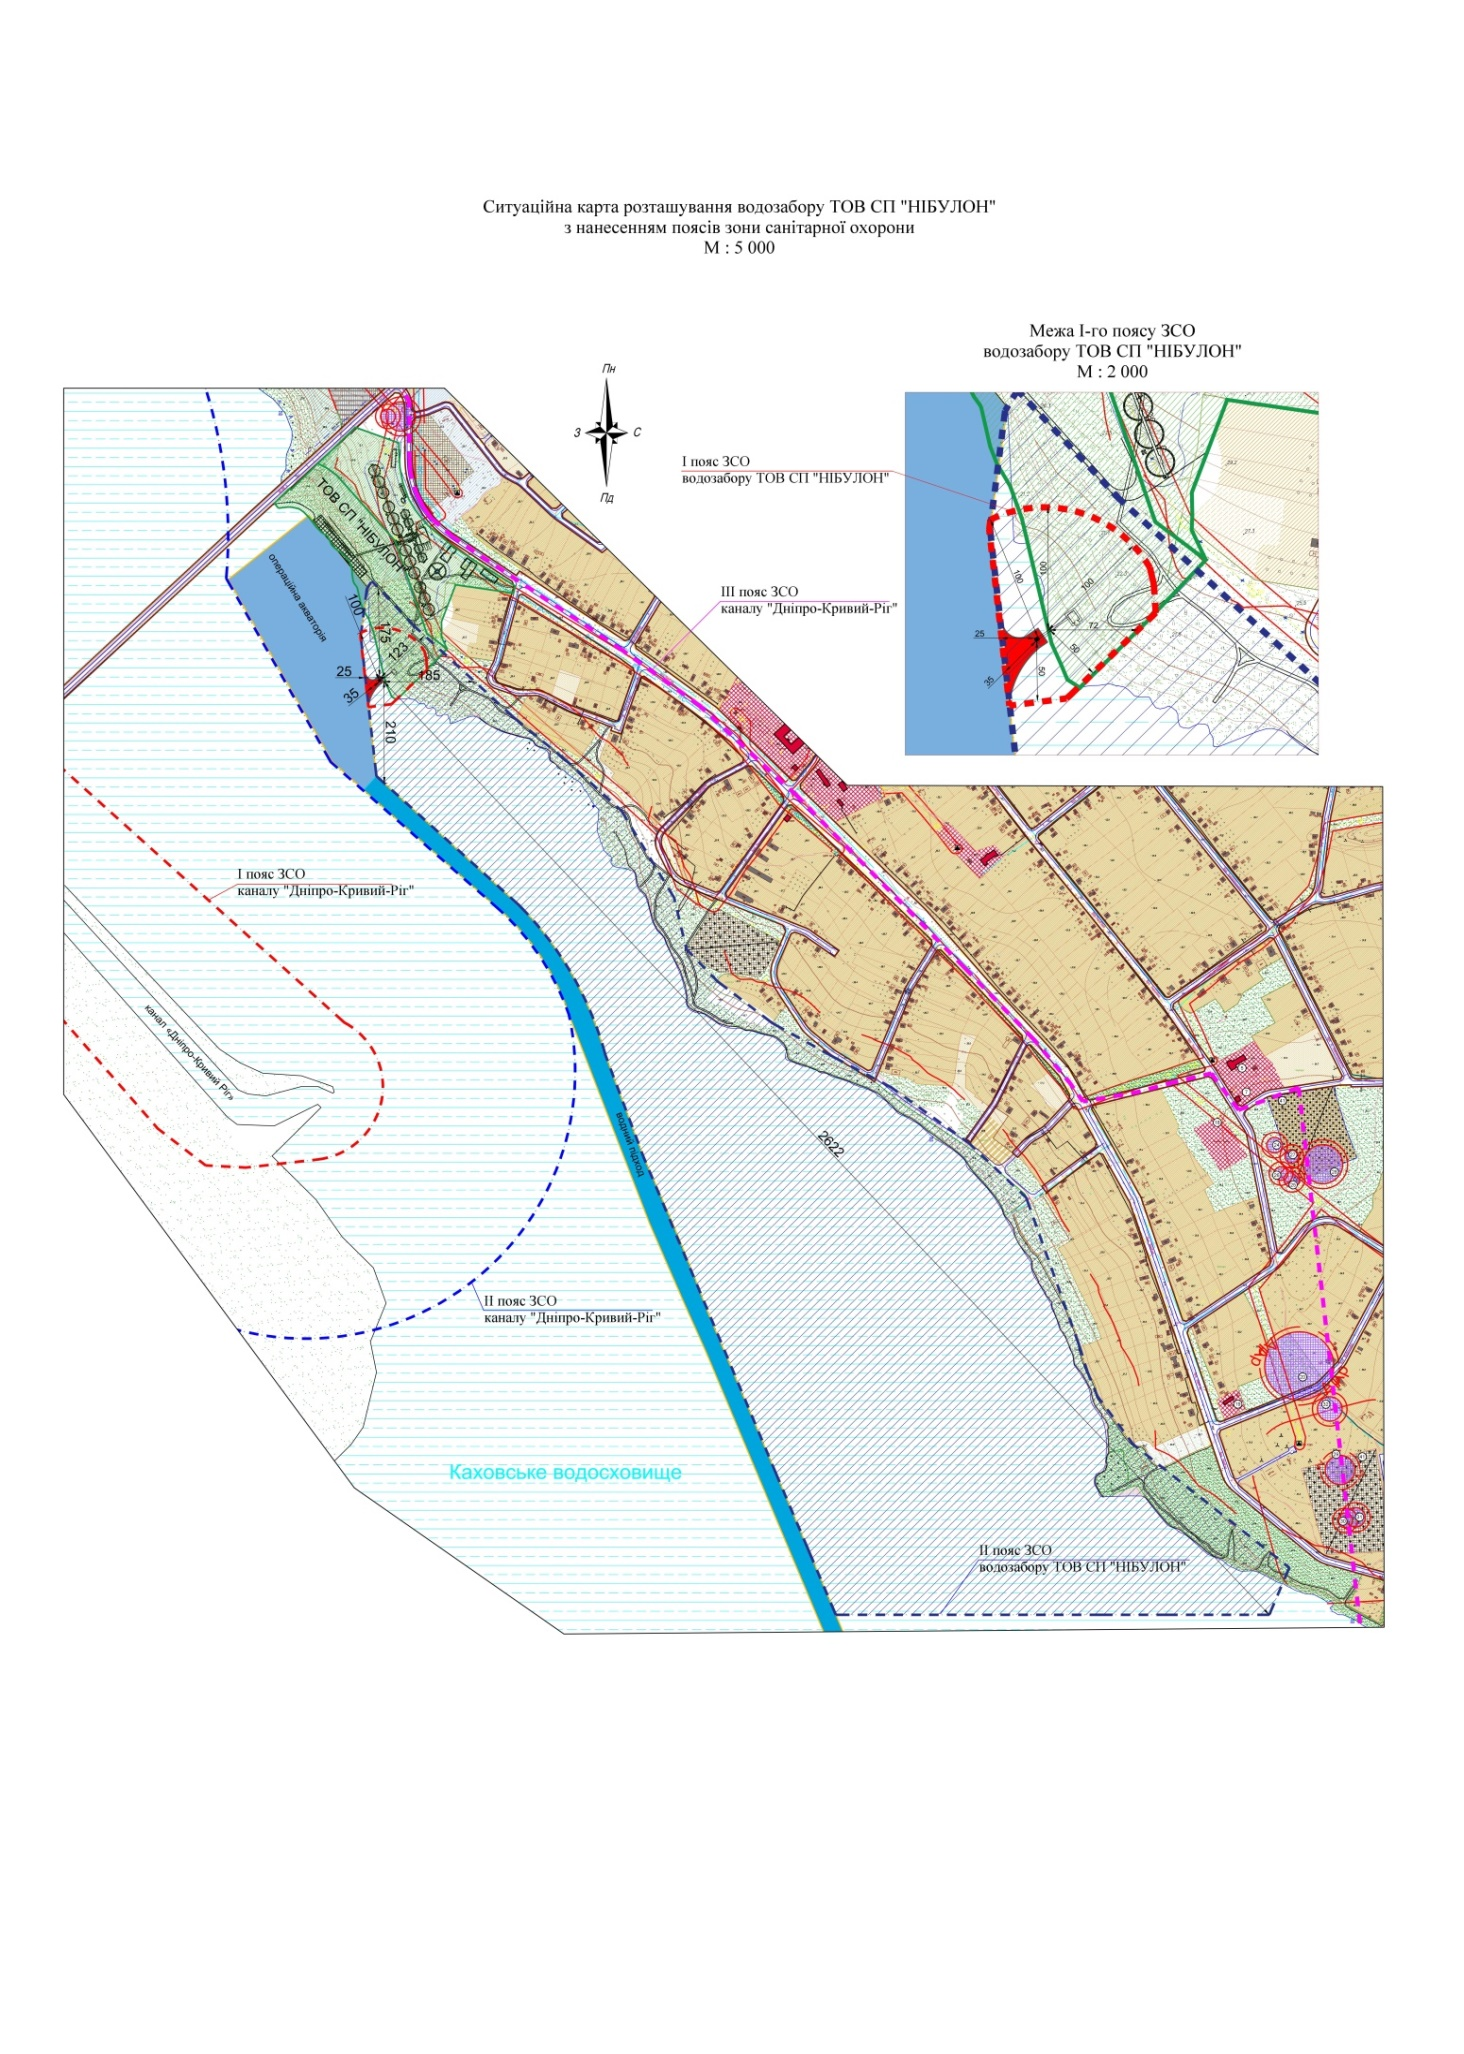 Ситуаційна карта розташування водозабору ТОВ СП "НІБУЛОН"
з нанесенням поясів зони санітарної охорони
М : 5 000
Межа І-го поясу ЗСО
водозабору ТОВ СП "НІБУЛОН"
М : 2 000
Пн
З
С
Пд
І пояс ЗСО
водозабору ТОВ СП "НІБУЛОН"
100
100
100
72
25
50
50
35
ТОВ СП "НІБУЛОН"
операційна акваторія
100
175
123
25
185
35
210
ІІІ пояс ЗСО
каналу "Дніпро-Кривий-Ріг"
І пояс ЗСО
каналу "Дніпро-Кривий-Ріг"
канал «Дніпро-Кривий Ріг»
водний підход
2622
ІІ пояс ЗСО
каналу "Дніпро-Кривий-Ріг"
Каховське водосховище
ІІ пояс ЗСО
водозабору ТОВ СП "НІБУЛОН"